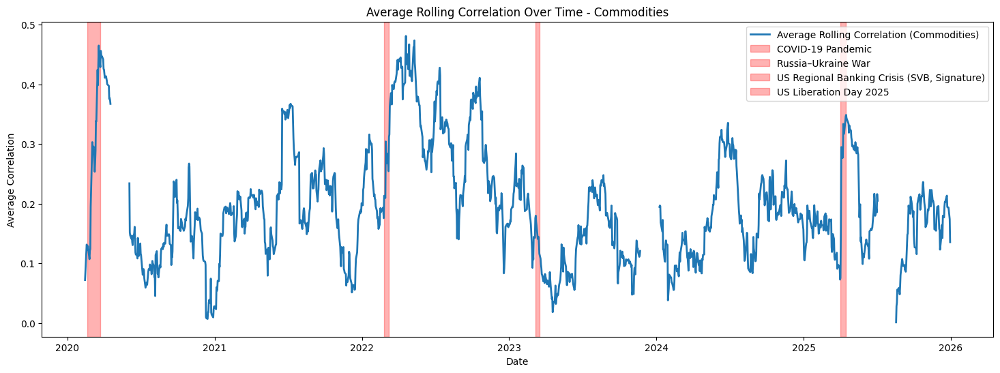 Average Rolling Correlation Over Time - Commodities
Average Rolling Correlation (Commodities)
COVID-19 Pandemic
Russia–Ukraine War
US Regional Banking Crisis (SVB, Signature)
US Liberation Day 2025
Average Correlation
0.5
0.4
0.3
0.2
0.1
0.0
2020 2021 2022 2023 2024 2025 2026
Date